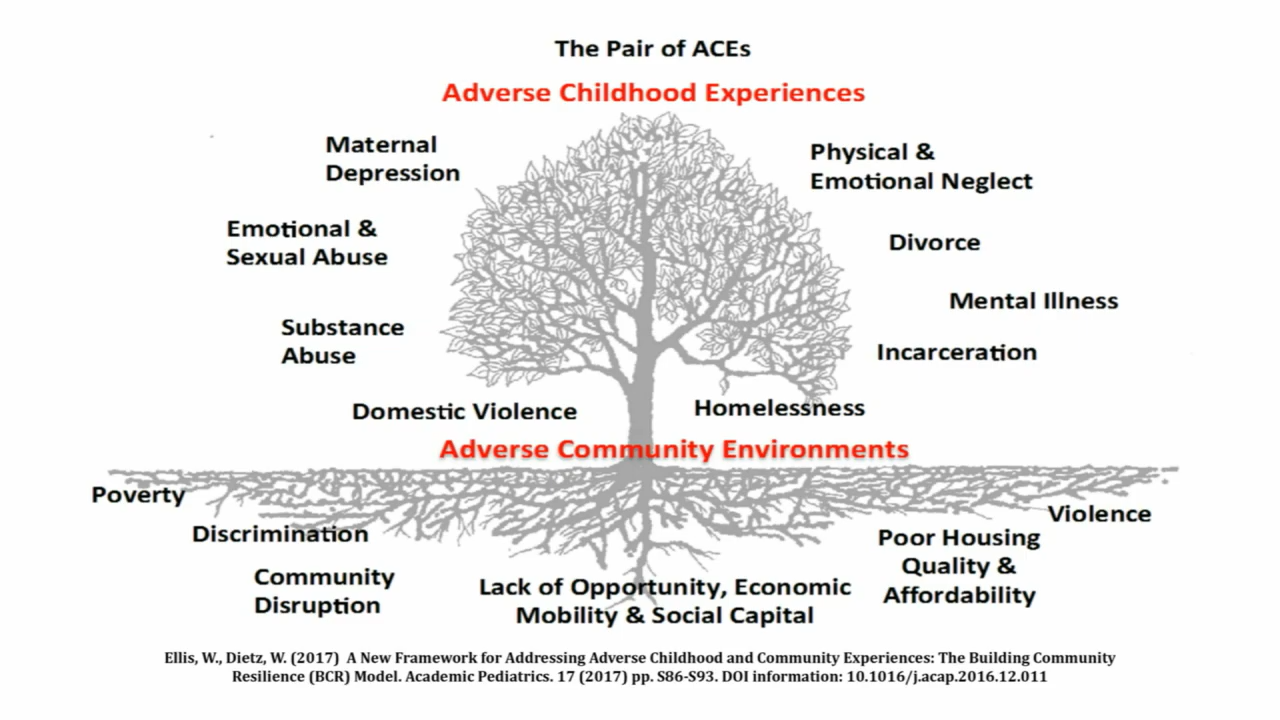 The Pair of ACEs
Adverse Childhood Experiences
Maternal
Depression
Physical &
Emotional Neglect
Emotional &
Sexual Abuse
Divorce
Mental Illness
Substance
Abuse
Incarceration
Domestic Violence
Homelessness
Adverse Community Environments
Poverty
Violence
Discrimination
Poor Housing
Quality &
Affordability
Community
Disruption
Lack of Opportunity, Economic
Mobility & Social Capital
Ellis, W., Dietz, W. (2017) A New Framework for Addressing Adverse Childhood and Community Experiences: The Building Community
Resilience (BCR) Model. Academic Pediatrics. 17 (2017) pp. S86-S93. DOI information: 10.1016/j.acap.2016.12.011